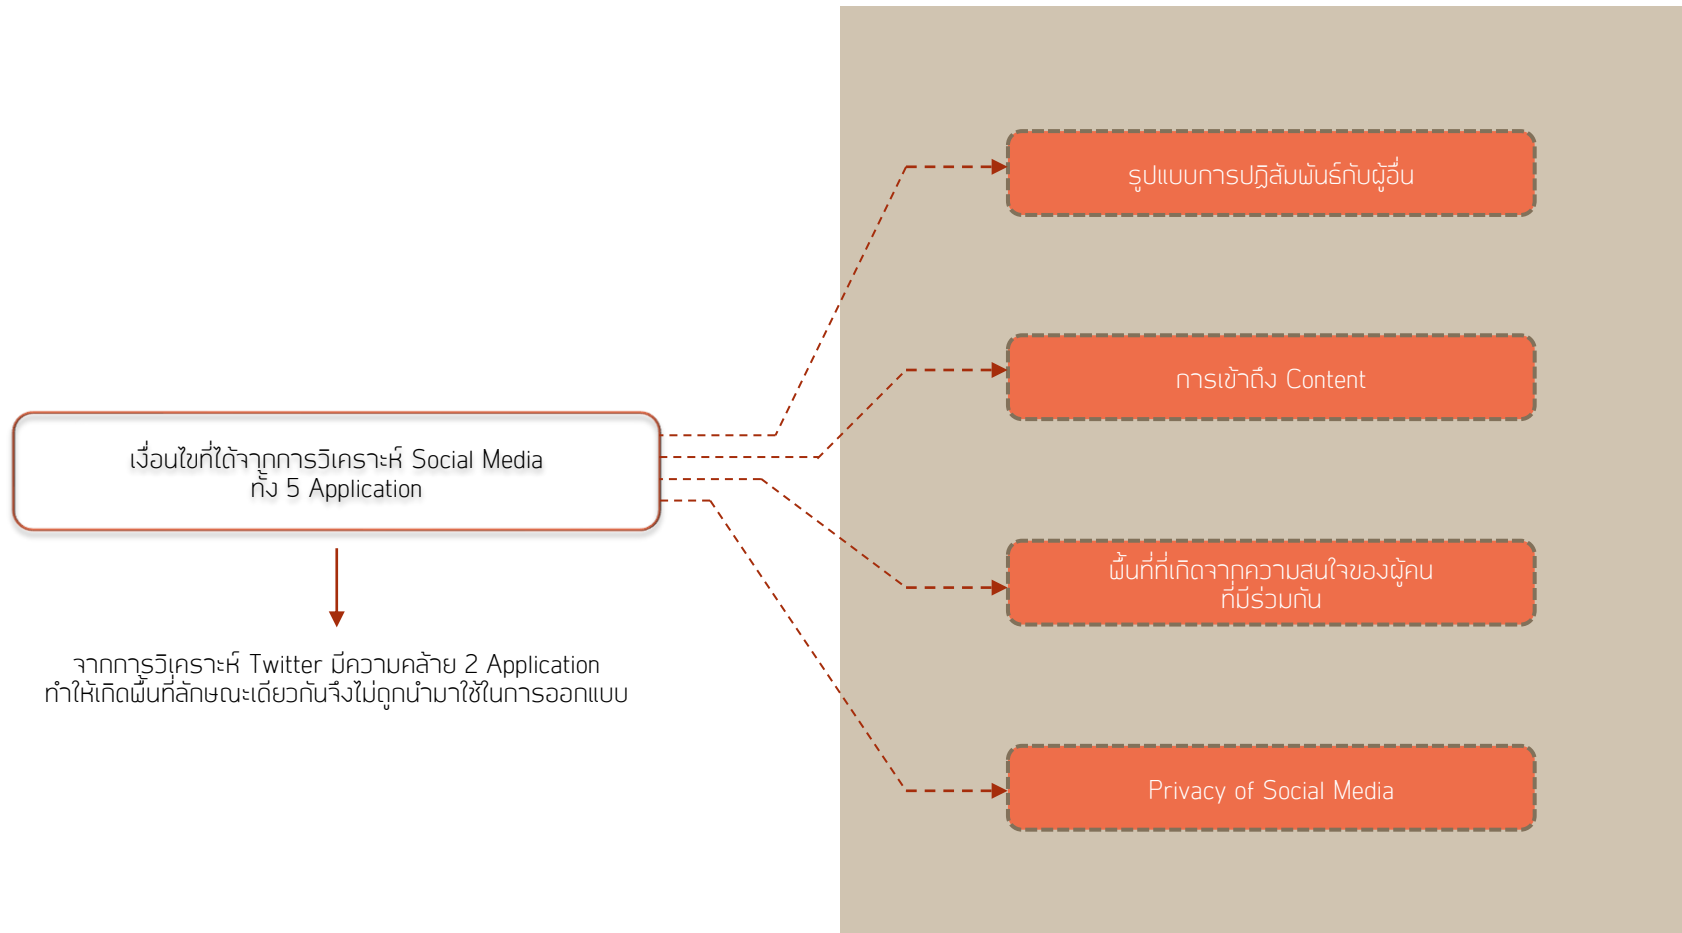 เงื่อนไขที่ได้จากการวิเคราะห์ Social Media
ทั้ง 5 Application
จากการวิเคราะห์ Twitter มีความคล้าย 2 Application
ทำให้เกิดพื้นที่ลักษณะเดียวกันจึงไม่ถูกนำมาใช้ในการออกแบบ
รูปแบบการปฏิสัมพันธ์กับผู้อื่น
การเข้าถึง Content
พื้นที่ที่เกิดจากความสนใจของผู้คน
ที่มีร่วมกัน
Privacy of Social Media